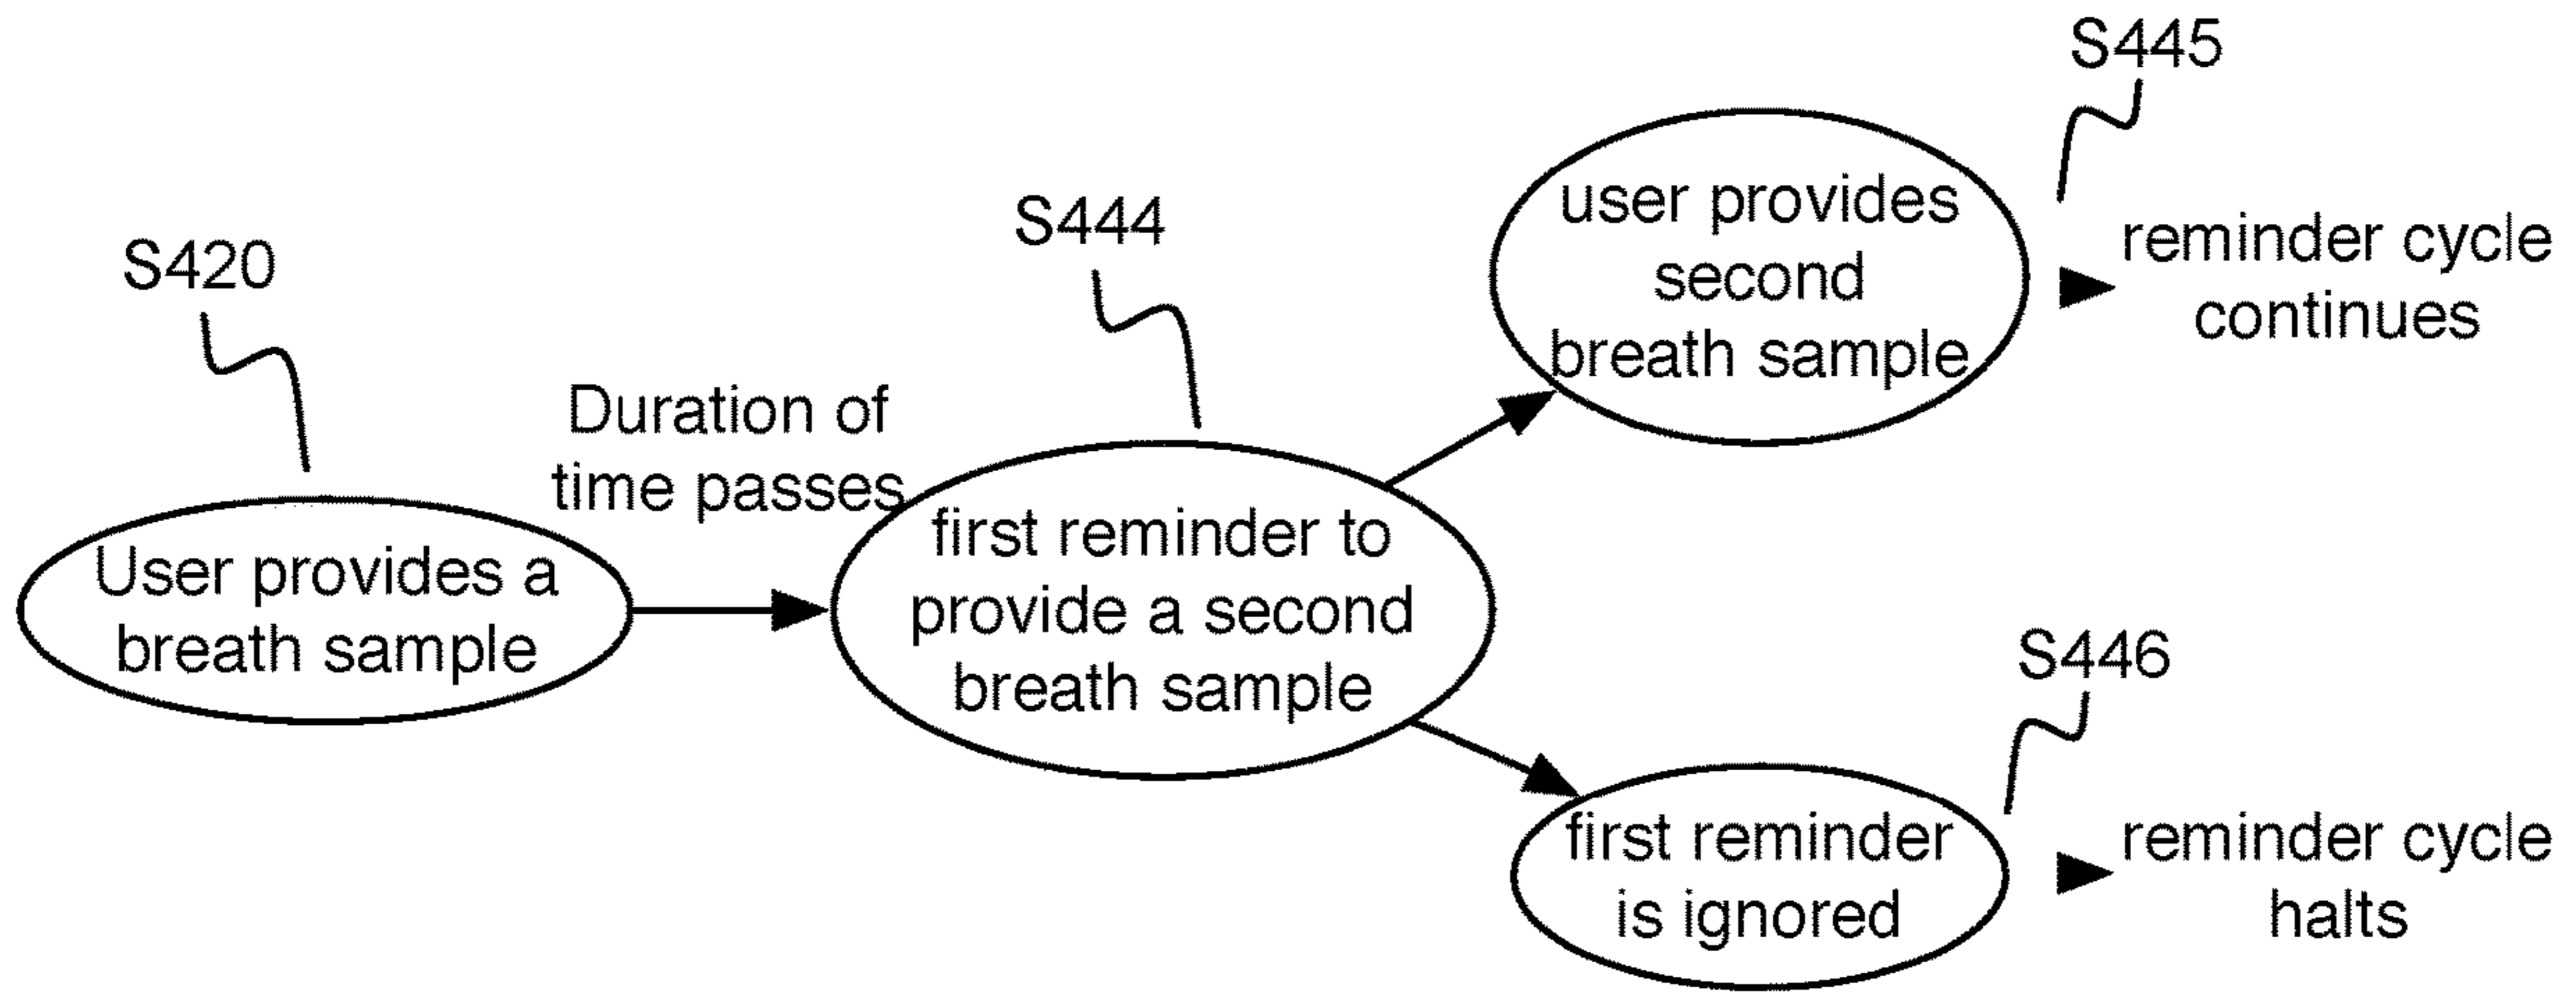 S420
User provides a
breath sample
Duration of
time passes
S444
first reminder to
provide a second
breath sample
user provides
second
breath sample
S445
reminder cycle
continues
first reminder
is ignored
S446
reminder cycle
halts